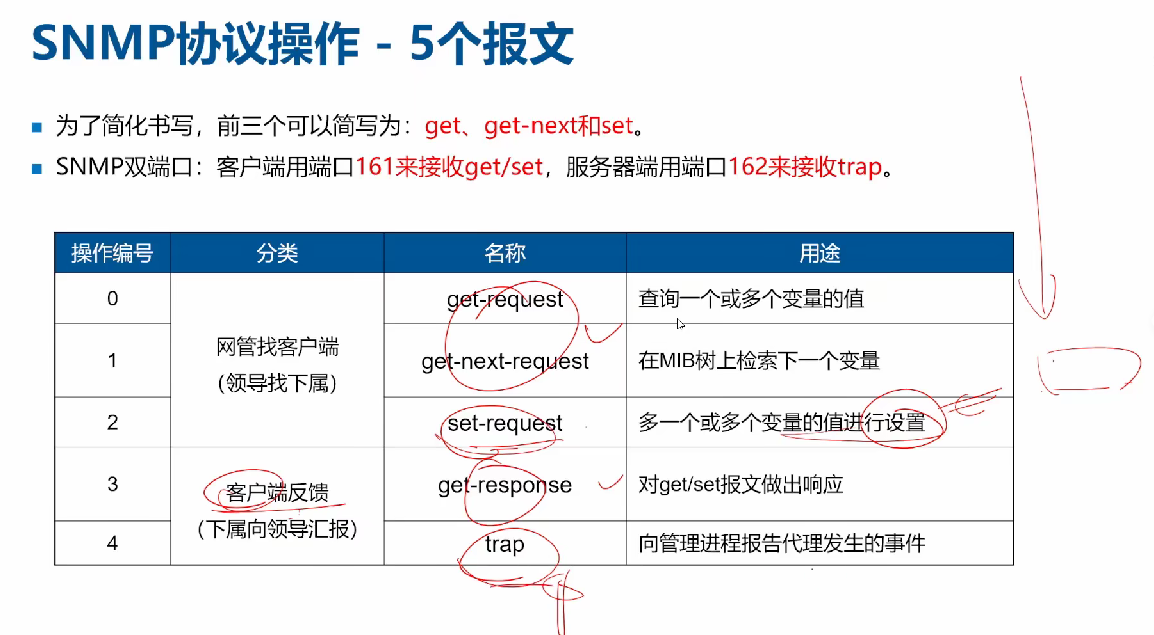 SNMP协议操作 - 5个报文
为了简化书写，前三个可以简写为：get、get-next和set。
SNMP双端口：客户端用端口161来接收get/set，服务器端用端口162来接收trap。
操作编号 分类 名称 用途
0 get-request 查询一个或多个变量的值
网管找客户端
1 get-next-request 在MIB树上检索下一个变量
(领导找下属)
2 set-request 多一个或多个变量的值进行设置
3 get-response 对get/set报文做出响应
客户端反馈
(下属向领导汇报)
4 trap 向管理进程报告代理发生的事件